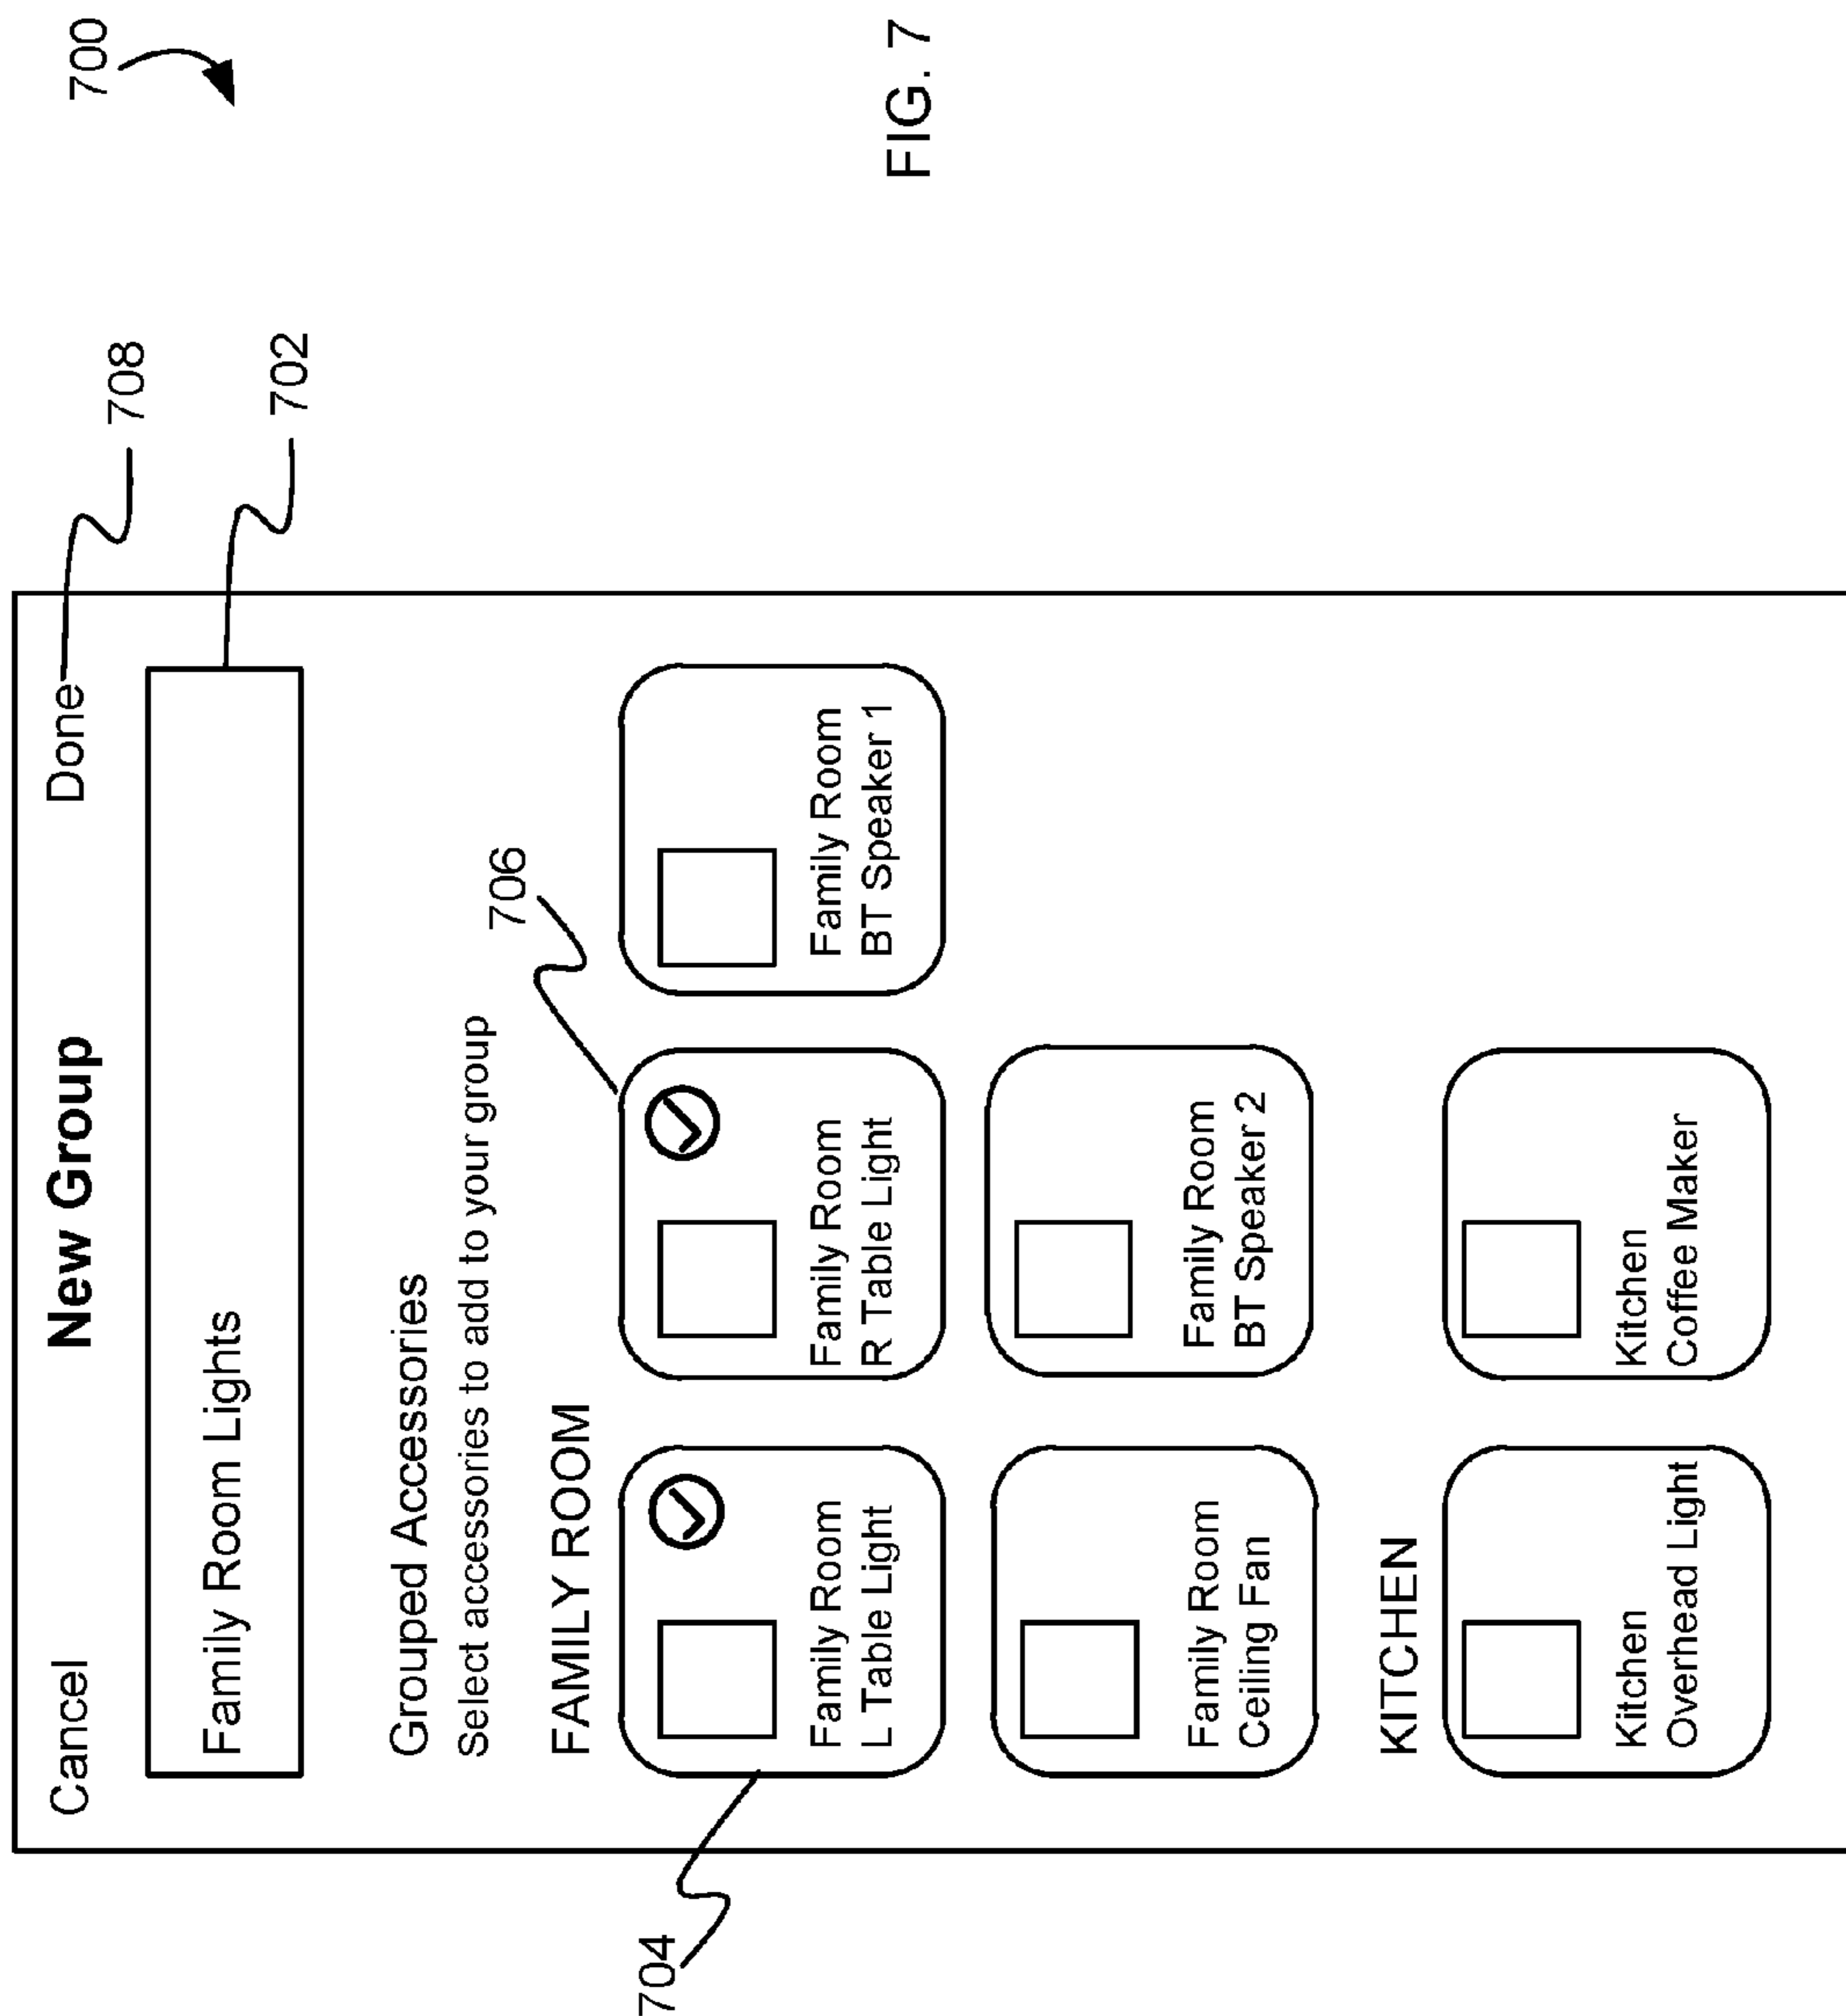 700
Cancel New Group Done
708
Family Room Lights
702
Grouped Accessories
Select accessories to add to your group
706
FAMILY ROOM
704
Family Room
L Table Light
Family Room
R Table Light
Family Room
BT Speaker 1
Family Room
Ceiling Fan
Family Room
BT Speaker 2
KITCHEN
Kitchen
Overhead Light
Kitchen
Coffee Maker
FIG. 7